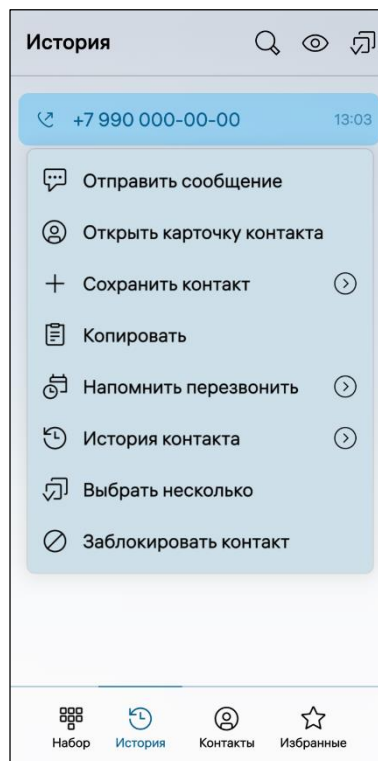 История
+7 990 000-00-00 13:03
Отправить сообщение
Открыть карточку контакта
Сохранить контакт
Копировать
Напомнить перезвонить
История контакта
Выбрать несколько
Заблокировать контакт
Набор История Контакты Избранные